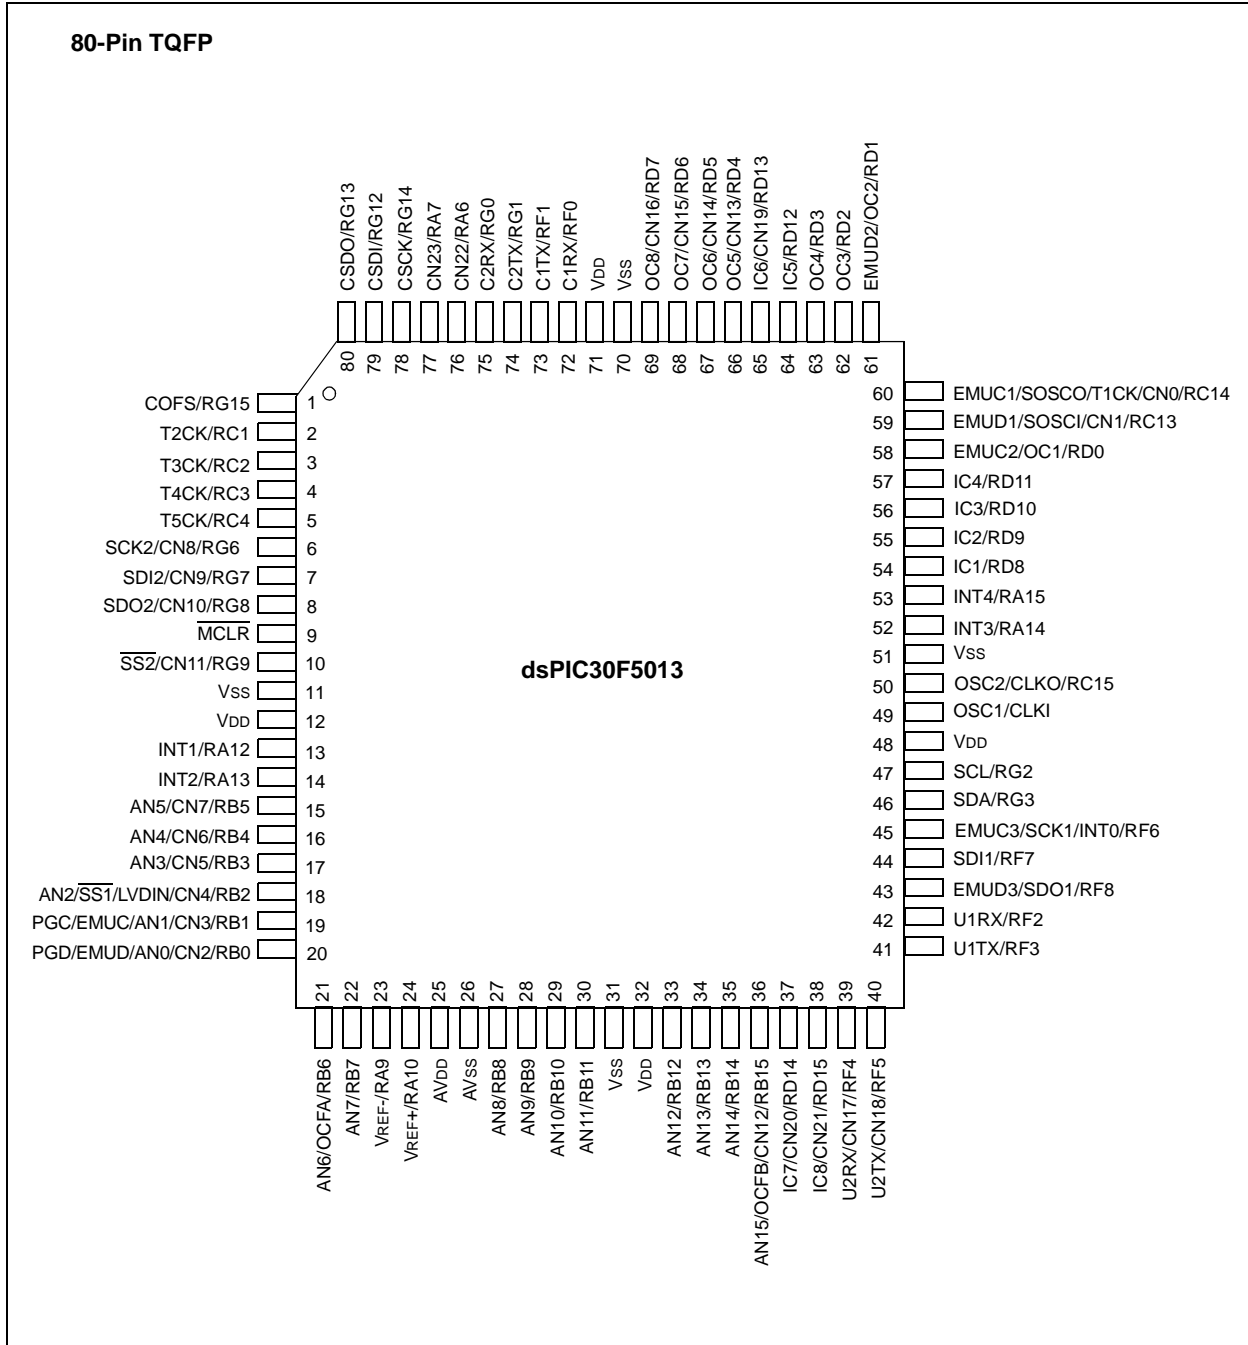 80-Pin TQFP
CSDO/RG13
CSDI/RG12
CSCK/RG14
CN23/RA7
CN22/RA6
C2RX/RG0
C2TX/RG1
C1TX/RF1
C1RX/RF0
VDD
VSS
OC8/CN16/RD7
OC7/CN15/RD6
OC6/CN14/RD5
OC5/CN13/RD4
IC6/CN19/RD13
IC5/RD12
OC4/RD3
OC3/RD2
EMUD2/OC2/RD1
80
79
78
77
76
75
74
73
72
71
70
69
68
67
66
65
64
63
62
61
COFS/RG15 1
T2CK/RC1 2
T3CK/RC2 3
T4CK/RC3 4
T5CK/RC4 5
SCK2/CN8/RG6 6
SDI2/CN9/RG7 7
SDO2/CN10/RG8 8
MCLR 9
SS2/CN11/RG9 10
VSS 11
VDD 12
INT1/RA12 13
INT2/RA13 14
AN5/CN7/RB5 15
AN4/CN6/RB4 16
AN3/CN5/RB3 17
AN2/SS1/LVDIN/CN4/RB2 18
PGC/EMUC/AN1/CN3/RB1 19
PGD/EMUD/AN0/CN2/RB0 20
dsPIC30F5013
60 EMUC1/SOSCO/T1CK/CN0/RC14
59 EMUD1/SOSCI/CN1/RC13
58 EMUC2/OC1/RD0
57 IC4/RD11
56 IC3/RD10
55 IC2/RD9
54 IC1/RD8
53 INT4/RA15
52 INT3/RA14
51 VSS
50 OSC2/CLKO/RC15
49 OSC1/CLKI
48 VDD
47 SCL/RG2
46 SDA/RG3
45 EMUC3/SCK1/INT0/RF6
44 SDI1/RF7
43 EMUD3/SDO1/RF8
42 U1RX/RF2
41 U1TX/RF3
21
22
23
24
25
26
27
28
29
30
31
32
33
34
35
36
37
38
39
40
AN6/OCFA/RB6
AN7/RB7
VREF-/RA9
VREF+/RA10
AVDD
AVSS
AN8/RB8
AN9/RB9
AN10/RB10
AN11/RB11
VSS
VDD
AN12/RB12
AN13/RB13
AN14/RB14
AN15/OCFB/CN12/RB15
IC7/CN20/RD14
IC8/CN21/RD15
U2RX/CN17/RF4
U2TX/CN18/RF5